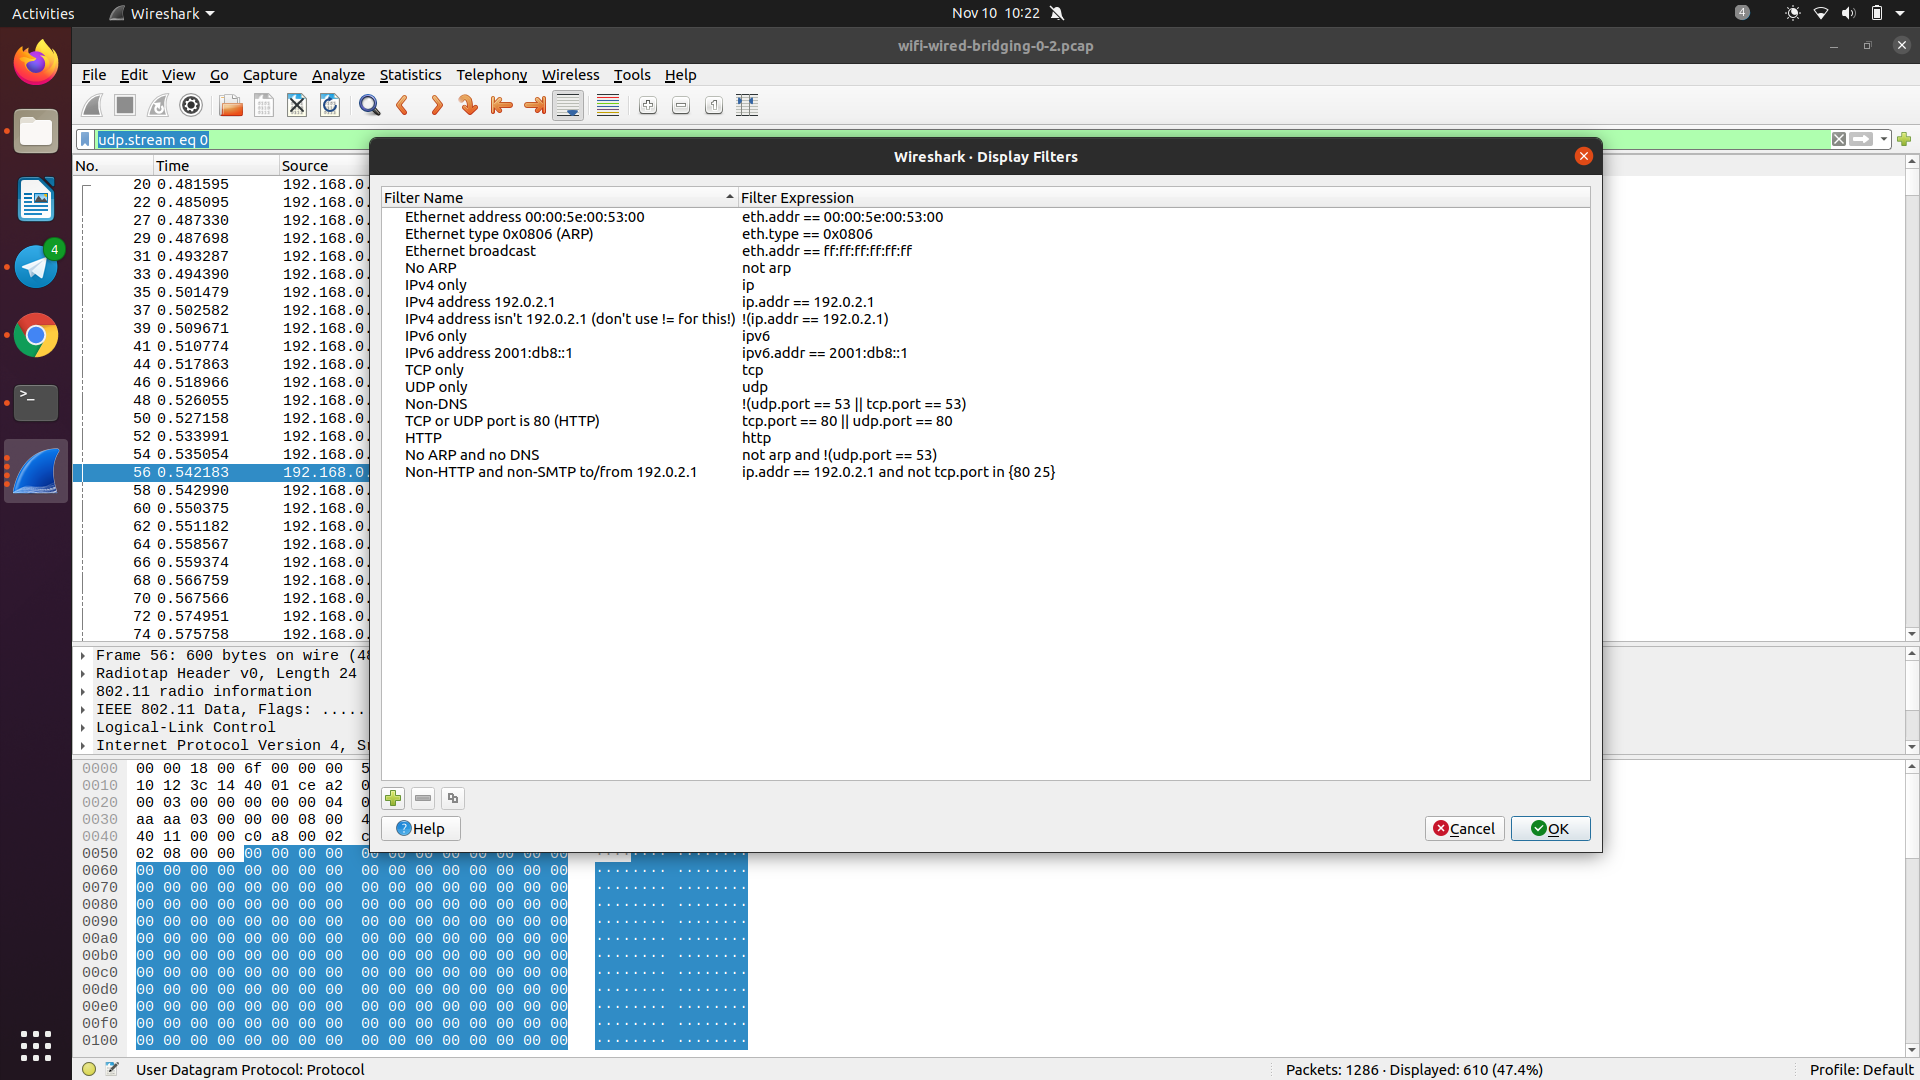 Activities
Wireshark
Nov 10 10:22
4
wifi-wired-bridging-0-2.pcap
File Edit View Go Capture Analyze Statistics Telephony Wireless Tools Help
udp.stream eq 0
No. Time Source
20 0.481595 192.168.0.
22 0.485095 192.168.0.
27 0.487330 192.168.0.
29 0.487698 192.168.0.
31 0.493287 192.168.0.
33 0.494390 192.168.0.
35 0.501479 192.168.0.
37 0.502582 192.168.0.
39 0.509671 192.168.0.
41 0.510774 192.168.0.
44 0.517863 192.168.0.
46 0.518966 192.168.0.
48 0.526055 192.168.0.
50 0.527158 192.168.0.
52 0.533991 192.168.0.
54 0.535054 192.168.0.
56 0.542183 192.168.0.
58 0.542990 192.168.0.
60 0.550375 192.168.0.
62 0.551182 192.168.0.
64 0.558567 192.168.0.
66 0.559374 192.168.0.
68 0.566759 192.168.0.
70 0.567566 192.168.0.
72 0.574951 192.168.0.
74 0.575758 192.168.0.
Wireshark · Display Filters
Filter Name Filter Expression
Ethernet address 00:00:5e:00:53:00 eth.addr == 00:00:5e:00:53:00
Ethernet type 0x0806 (ARP) eth.type == 0x0806
Ethernet broadcast eth.addr == ff:ff:ff:ff:ff:ff
No ARP not arp
IPv4 only ip
IPv4 address 192.0.2.1 ip.addr == 192.0.2.1
IPv4 address isn't 192.0.2.1 (don't use != for this!) !(ip.addr == 192.0.2.1)
IPv6 only ipv6
IPv6 address 2001:db8::1 ipv6.addr == 2001:db8::1
TCP only tcp
UDP only udp
Non-DNS !(udp.port == 53 || tcp.port == 53)
TCP or UDP port is 80 (HTTP) tcp.port == 80 || udp.port == 80
HTTP http
No ARP and no DNS not arp and !(udp.port == 53)
Non-HTTP and non-SMTP to/from 192.0.2.1 ip.addr == 192.0.2.1 and not tcp.port in {80 25}
Help
Cancel
OK
Frame 56: 600 bytes on wire (48
Radiotap Header v0, Length 24
802.11 radio information
IEEE 802.11 Data, Flags: .....
Logical-Link Control
Internet Protocol Version 4, Sr
0000 00 00 18 00 6f 00 00 00 5
0010 10 12 3c 14 40 01 ce a2 0
0020 00 03 00 00 00 00 00 04 0
0030 aa aa 03 00 00 00 08 00 4
0040 40 11 00 00 c0 a8 00 02 c
0050 02 08 00 00 00 00 00 00 00 00 00 00 00 00 00 00
0060 00 00 00 00 00 00 00 00 00 00 00 00 00 00 00 00 ........ ........
0070 00 00 00 00 00 00 00 00 00 00 00 00 00 00 00 00 ........ ........
0080 00 00 00 00 00 00 00 00 00 00 00 00 00 00 00 00 ........ ........
0090 00 00 00 00 00 00 00 00 00 00 00 00 00 00 00 00 ........ ........
00a0 00 00 00 00 00 00 00 00 00 00 00 00 00 00 00 00 ........ ........
00b0 00 00 00 00 00 00 00 00 00 00 00 00 00 00 00 00 ........ ........
00c0 00 00 00 00 00 00 00 00 00 00 00 00 00 00 00 00 ........ ........
00d0 00 00 00 00 00 00 00 00 00 00 00 00 00 00 00 00 ........ ........
00e0 00 00 00 00 00 00 00 00 00 00 00 00 00 00 00 00 ........ ........
00f0 00 00 00 00 00 00 00 00 00 00 00 00 00 00 00 00 ........ ........
0100 00 00 00 00 00 00 00 00 00 00 00 00 00 00 00 00 ........ ........
User Datagram Protocol: Protocol
Packets: 1286 · Displayed: 610 (47.4%)
Profile: Default
4